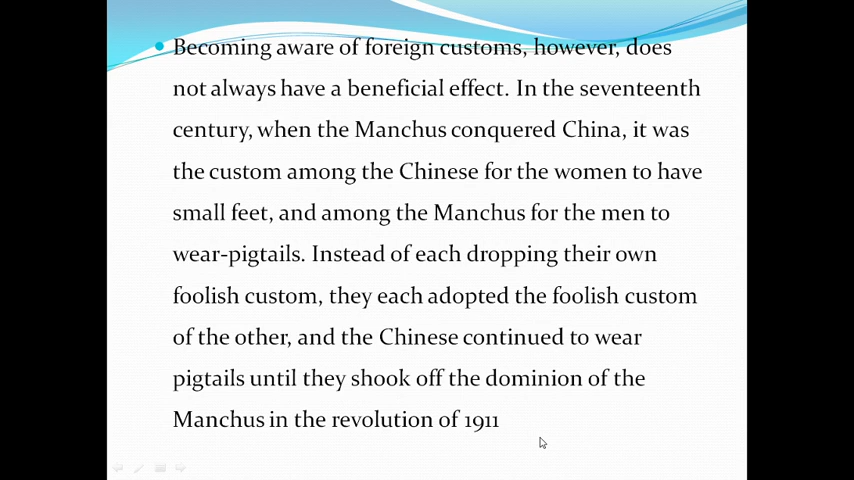 Becoming aware of foreign customs, however, does
not always have a beneficial effect. In the seventeenth
century, when the Manchus conquered China, it was
the custom among the Chinese for the women to have
small feet, and among the Manchus for the men to
wear-pigtails. Instead of each dropping their own
foolish custom, they each adopted the foolish custom
of the other, and the Chinese continued to wear
pigtails until they shook off the dominion of the
Manchus in the revolution of 1911